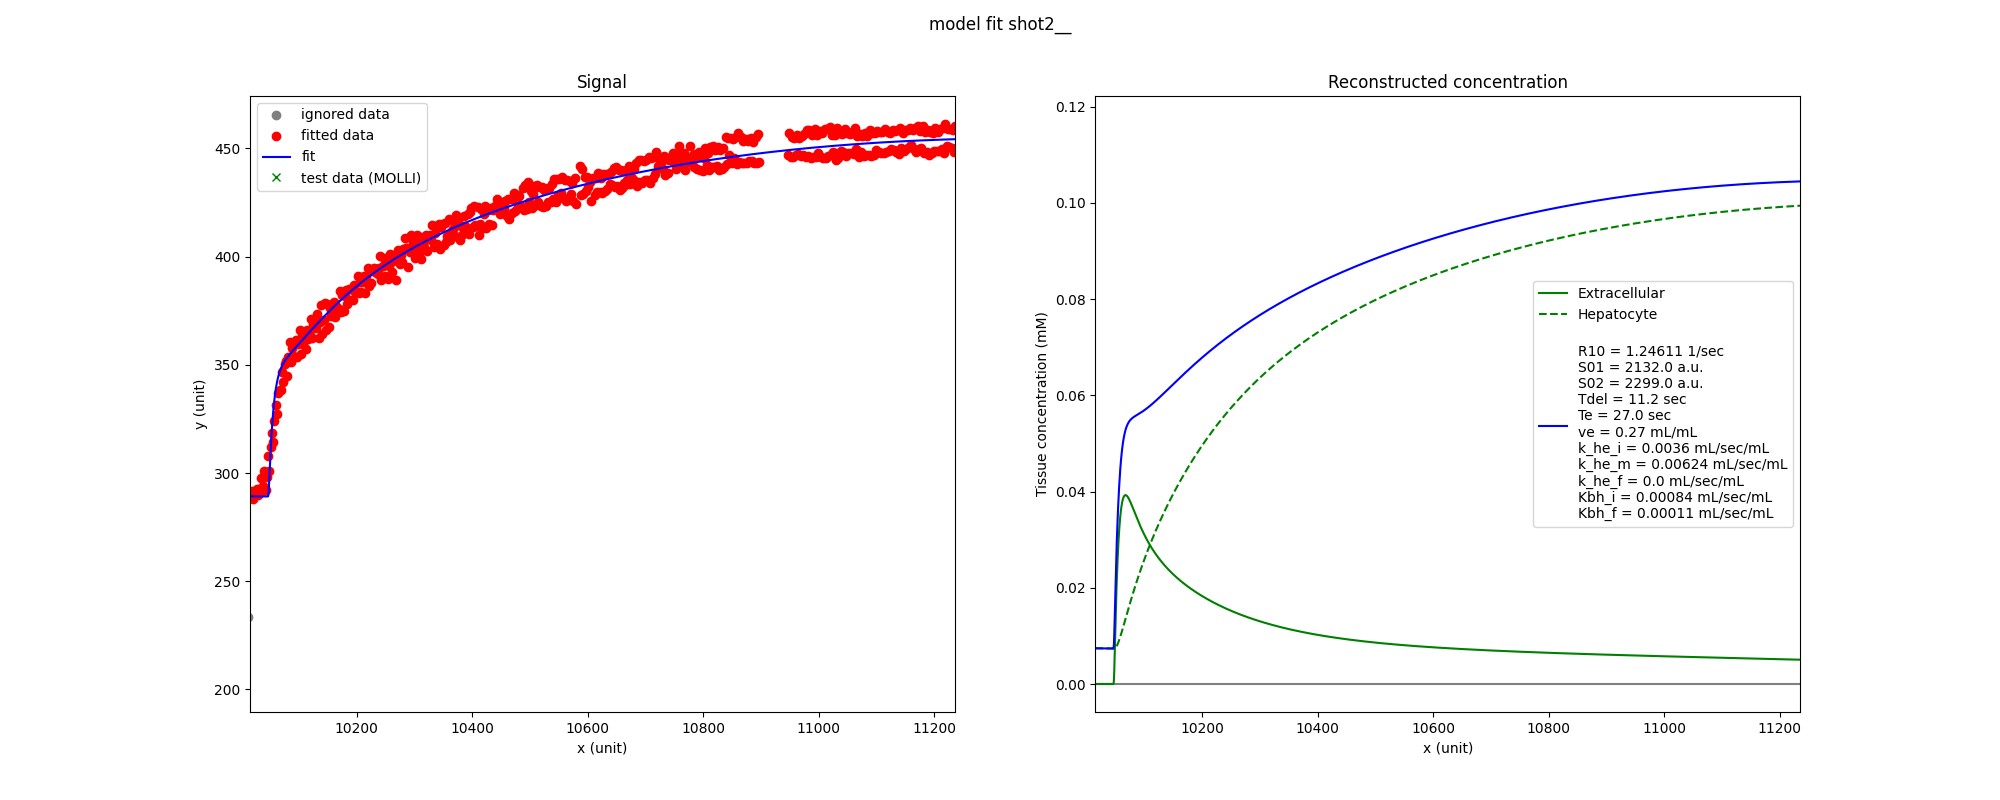 model fit shot2__
Signal
ignored data
fitted data
fit
test data (MOLLI)
450
400
350
300
250
200
y (unit)
10200 10400 10600 10800 11000 11200
x (unit)
Reconstructed concentration
0.12
0.10
0.08
0.06
0.04
0.02
0.00
Tissue concentration (mM)
Extracellular
Hepatocyte
R10 = 1.24611 1/sec
S01 = 2132.0 a.u.
S02 = 2299.0 a.u.
Tdel = 11.2 sec
Te = 27.0 sec
ve = 0.27 mL/mL
k_he_i = 0.0036 mL/sec/mL
k_he_m = 0.00624 mL/sec/mL
k_he_f = 0.0 mL/sec/mL
Kbh_i = 0.00084 mL/sec/mL
Kbh_f = 0.00011 mL/sec/mL
10200 10400 10600 10800 11000 11200
x (unit)